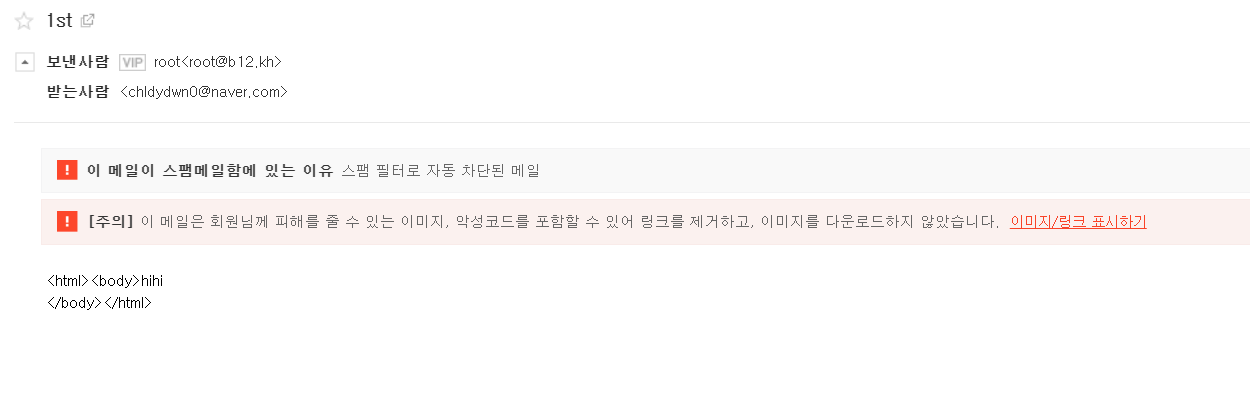 1st
보낸사람 VIP root<root@b12.kh>
받는사람 <chldydwn0@naver.com>
! 이 메일이 스팸메일함에 있는 이유 스팸 필터로 자동 차단된 메일
! [주의] 이 메일은 회원님께 피해를 줄 수 있는 이미지, 악성코드를 포함할 수 있어 링크를 제거하고, 이미지를 다운로드하지 않았습니다. 이미지/링크 표시하기
<html><body>hihi
</body></html>